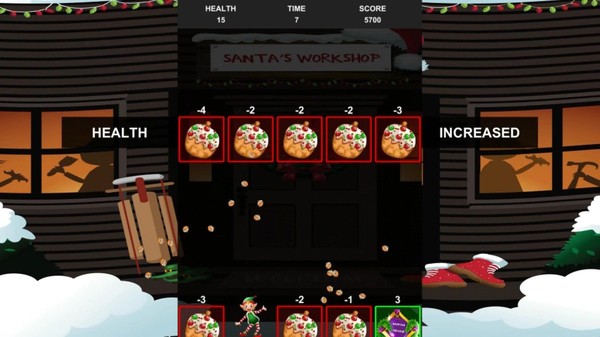 HEALTH TIME SCORE
15 7 5700
SANTA'S WORKSHOP
-4 -2 -2 -2 -3
HEALTH INCREASED
-3 -2 -1 3